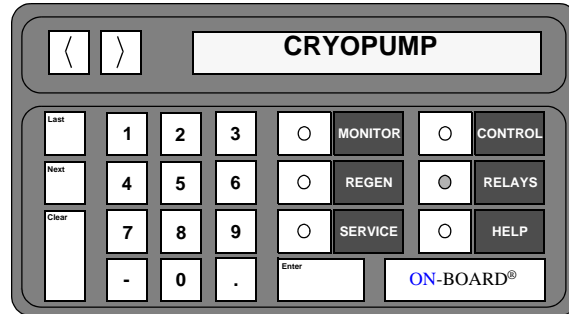 〈 〉 CRYOPUMP
Last 1 2 3 MONITOR CONTROL
Next 4 5 6 REGEN RELAYS
Clear 7 8 9 SERVICE HELP
- 0 . Enter ON-BOARD®